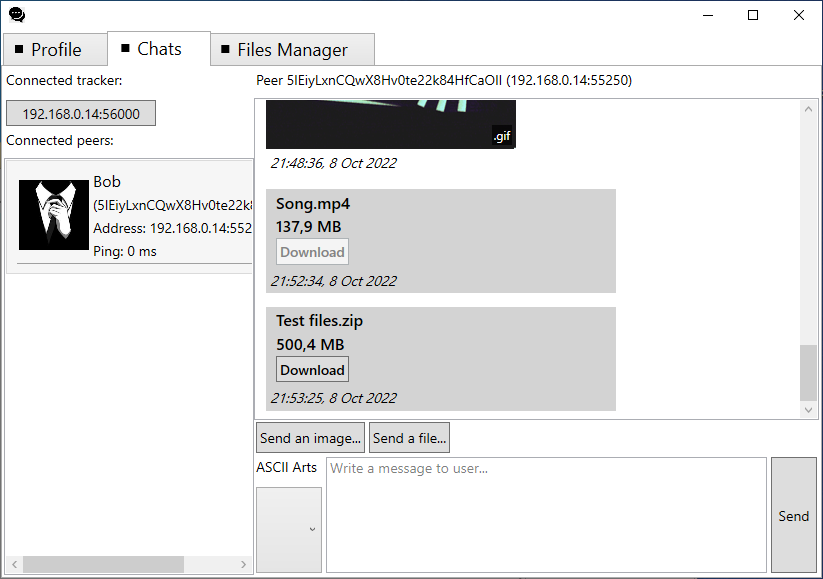 Profile
Chats
Files Manager
Connected tracker:
192.168.0.14:56000
Connected peers:
Bob
(5IEiyLxnCQwX8Hv0te22k8
Address: 192.168.0.14:552
Ping: 0 ms
Peer 5IEiyLxnCQwX8Hv0te22k84HfCaOII (192.168.0.14:55250)
.gif
21:48:36, 8 Oct 2022
Song.mp4
137,9 MB
Download
21:52:34, 8 Oct 2022
Test files.zip
500,4 MB
Download
21:53:25, 8 Oct 2022
Send an image...
Send a file...
ASCII Arts
Write a message to user...
Send